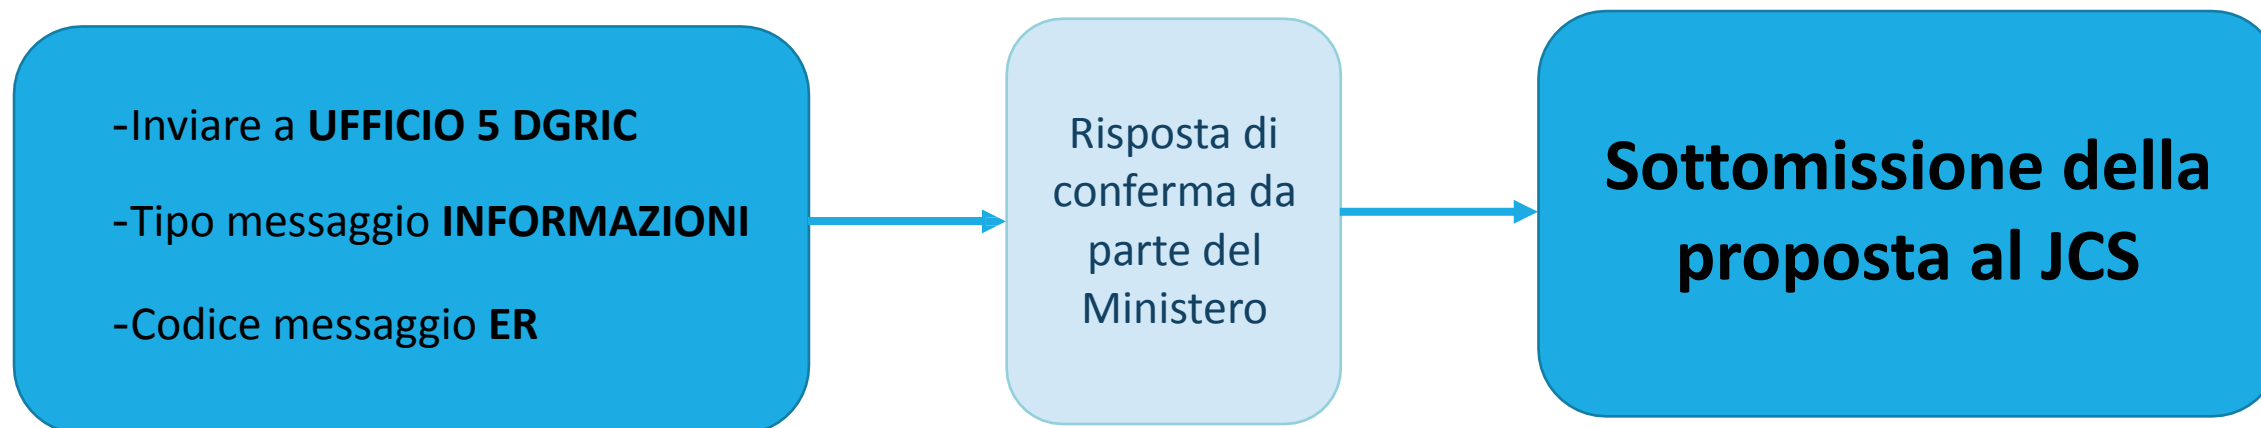 -Inviare a UFFICIO 5 DGRIC
-Tipo messaggio INFORMAZIONI
-Codice messaggio ER
Risposta di
conferma da
parte del
Ministero
Sottomissione della
proposta al JCS